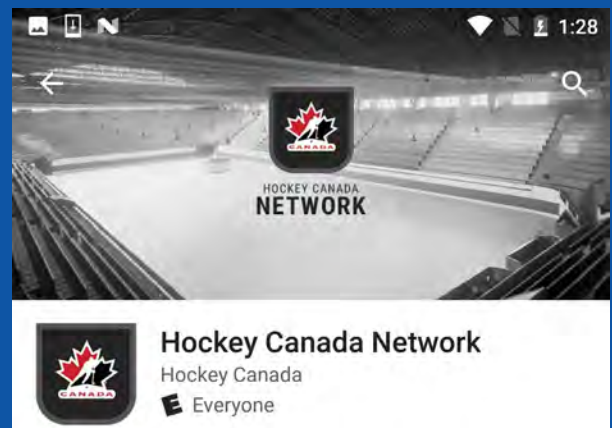 1:28
CANADA
HOCKEY CANADA
NETWORK
Hockey Canada Network
Hockey Canada
CANADA
E Everyone